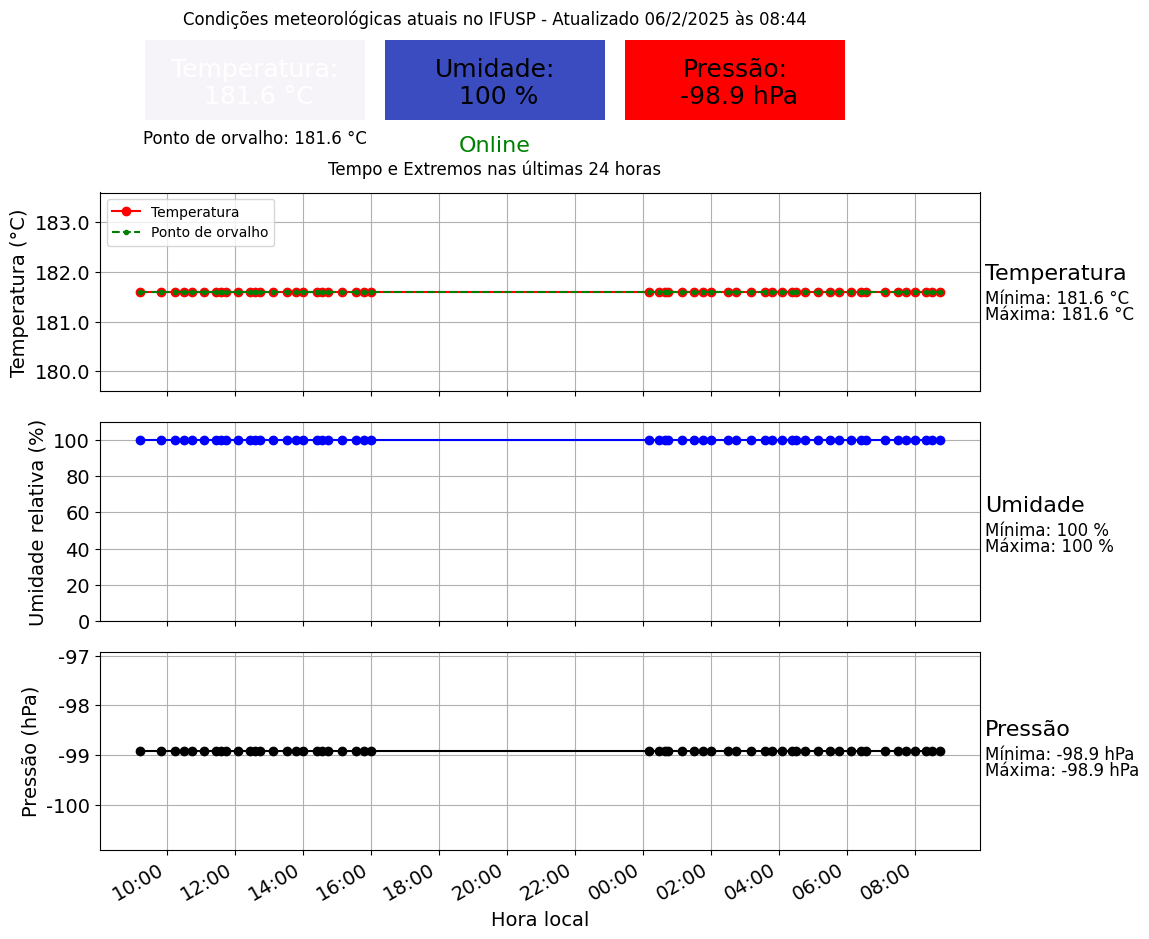 Condições meteorológicas atuais no IFUSP - Atualizado 06/2/2025 às 08:44
Temperatura:
181.6 °C
Umidade:
100 %
Pressão:
-98.9 hPa
Ponto de orvalho: 181.6 °C
Online
Tempo e Extremos nas últimas 24 horas
Temperatura (°C)
183.0
182.0
181.0
180.0
Temperatura
Ponto de orvalho
Temperatura
Mínima: 181.6 °C
Máxima: 181.6 °C
Umidade relativa (%)
100
80
60
40
20
0
Umidade
Mínima: 100 %
Máxima: 100 %
Pressão (hPa)
-97
-98
-99
-100
Pressão
Mínima: -98.9 hPa
Máxima: -98.9 hPa
10:00
12:00
14:00
16:00
18:00
20:00
22:00
00:00
02:00
04:00
06:00
08:00
Hora local